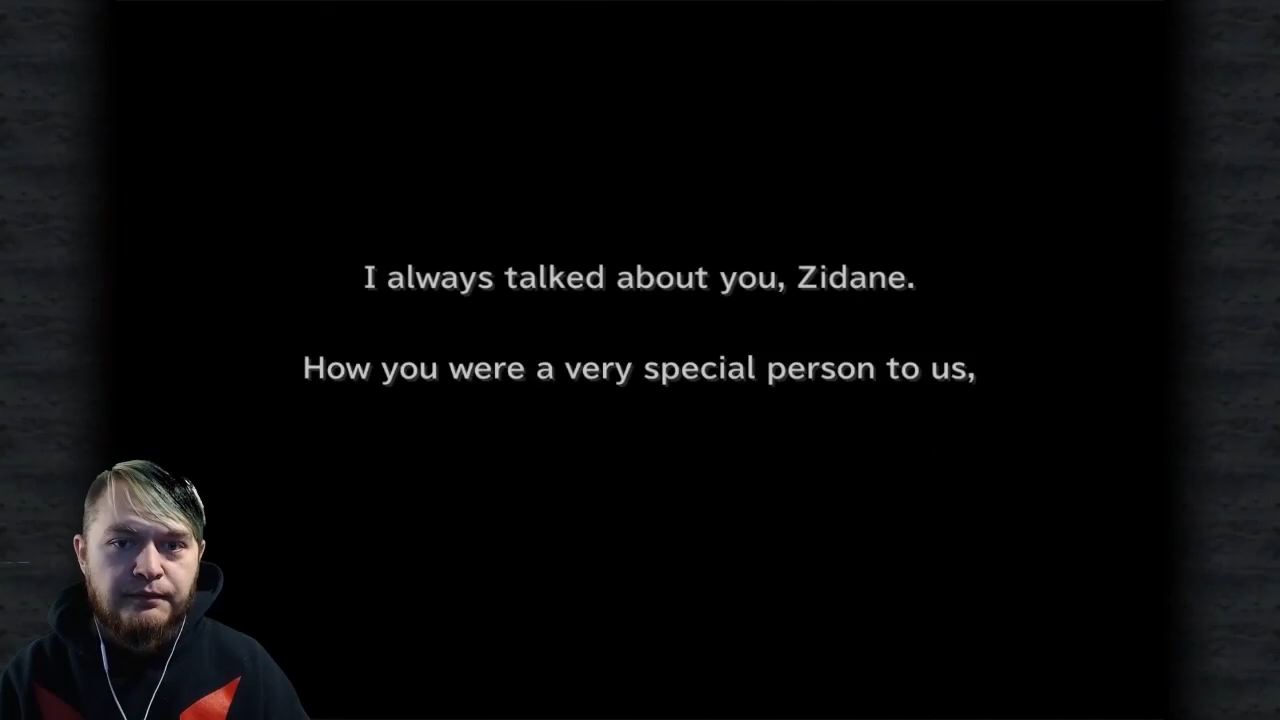 I always talked about you, Zidane.
How you were a very special person to us,